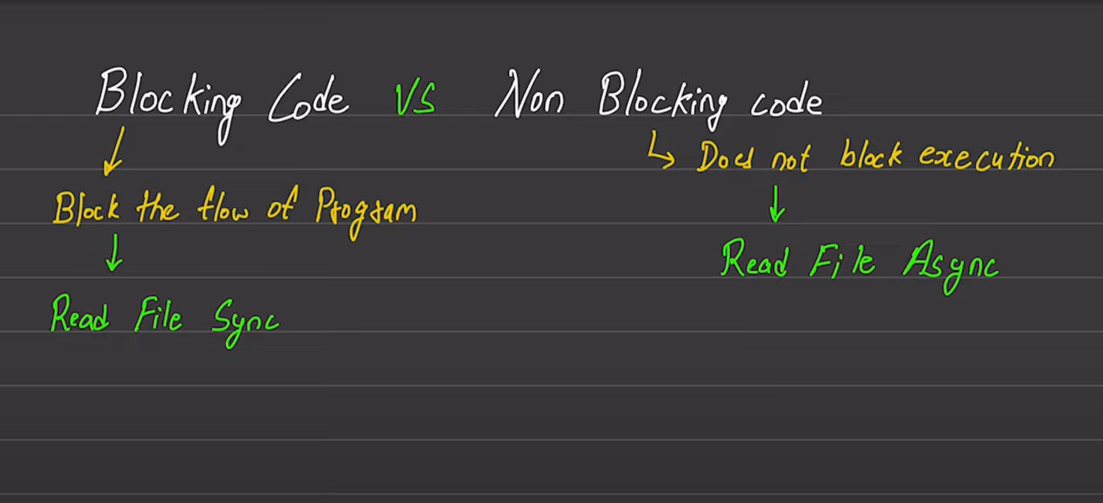 Blocking Code VS Non Blocking code
↳ Does not block execution
Block the flow of Program
Read File Async
Read File Sync